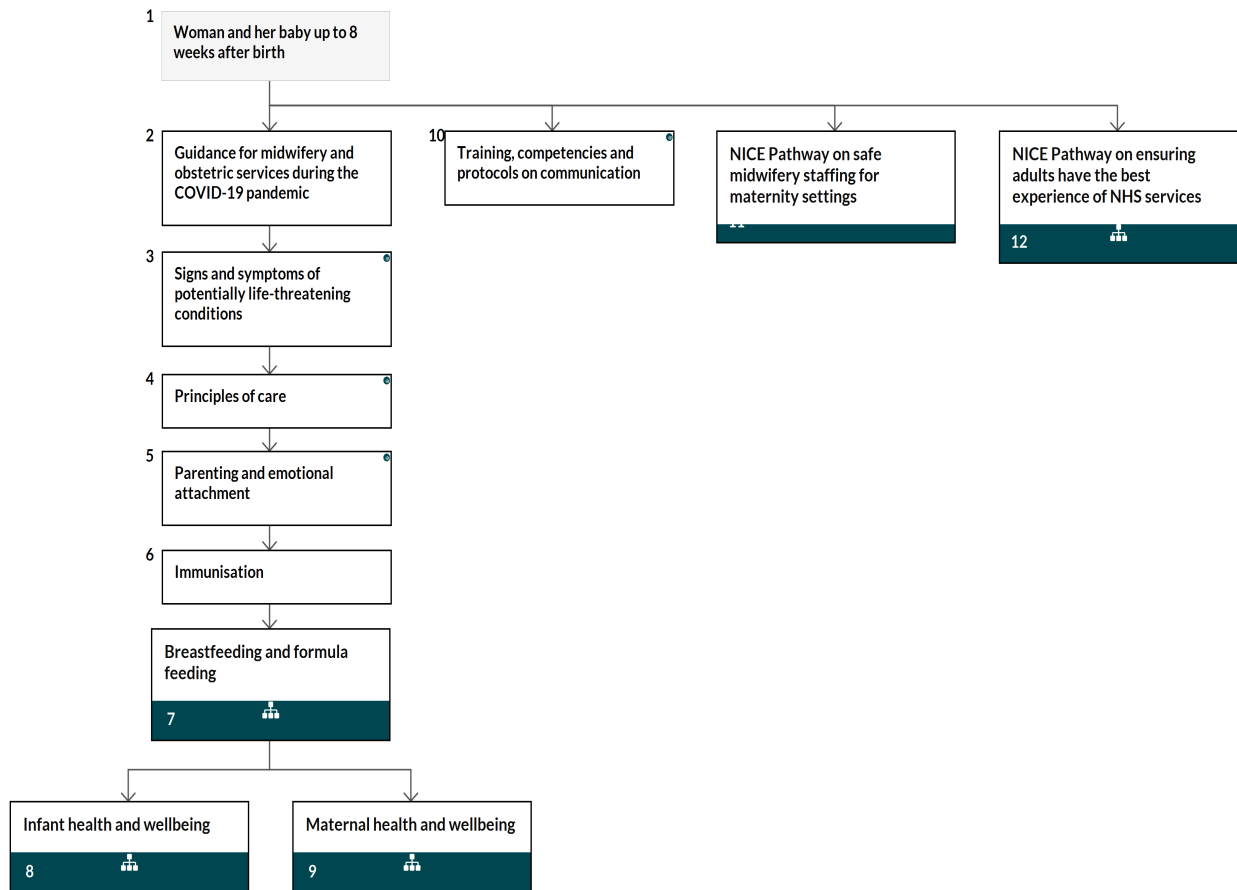 1
Woman and her baby up to 8
weeks after birth
2
Guidance for midwifery and
obstetric services during the
COVID-19 pandemic
10
Training, competencies and
protocols on communication
NICE Pathway on safe
midwifery staffing for
maternity settings
11
NICE Pathway on ensuring
adults have the best
experience of NHS services
12
3
Signs and symptoms of
potentially life-threatening
conditions
4
Principles of care
5
Parenting and emotional
attachment
6
Immunisation
Breastfeeding and formula
feeding
7
Infant health and wellbeing
8
Maternal health and wellbeing
9